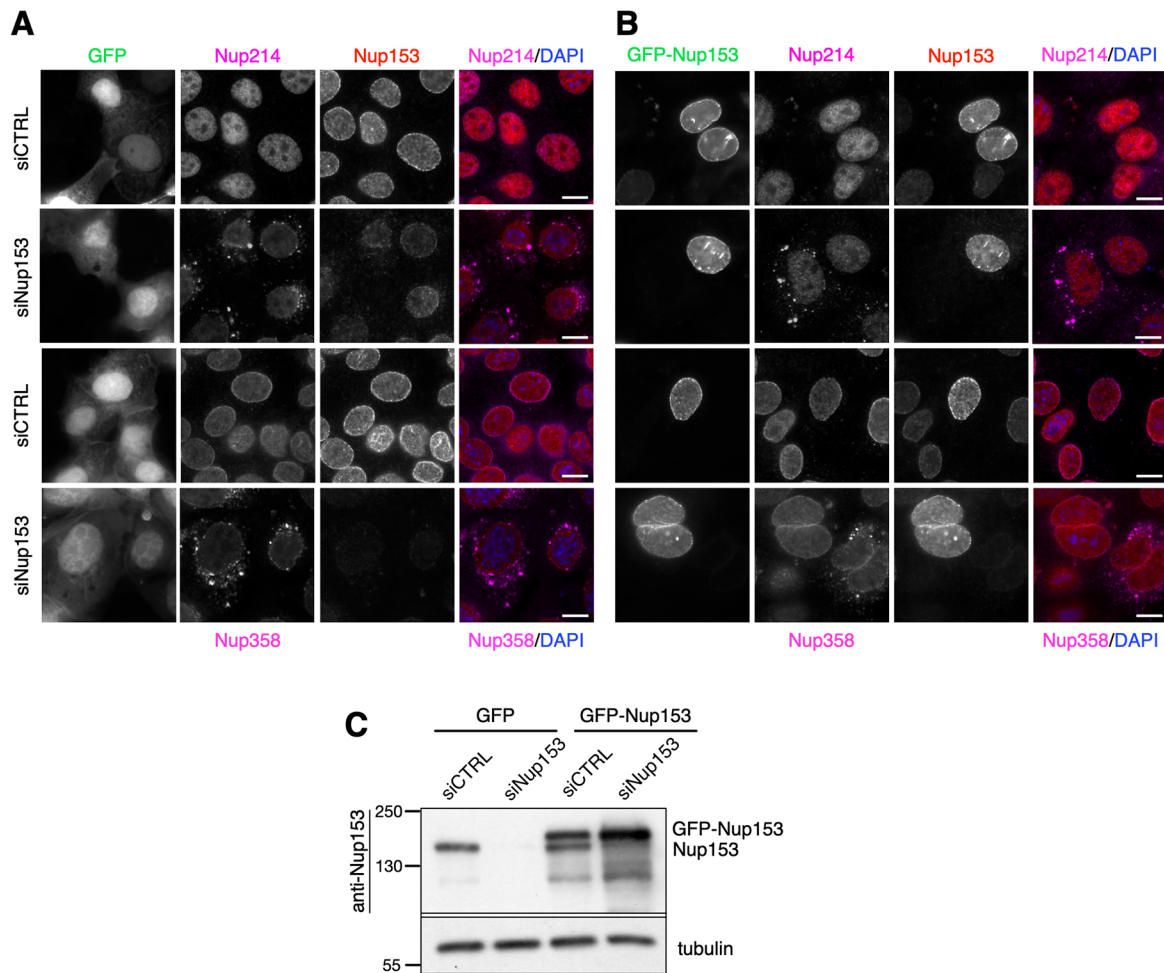 A
B
GFP Nup214 Nup153 Nup214/DAPI
GFP-Nup153 Nup214 Nup153 Nup214/DAPI
siCTRL
siNup153
siCTRL
siNup153
Nup358 Nup358/DAPI
Nup358 Nup358/DAPI
C
GFP GFP-Nup153
siCTRL siNup153 siCTRL siNup153
anti-Nup153
250
130
55
GFP-Nup153
Nup153
tubulin